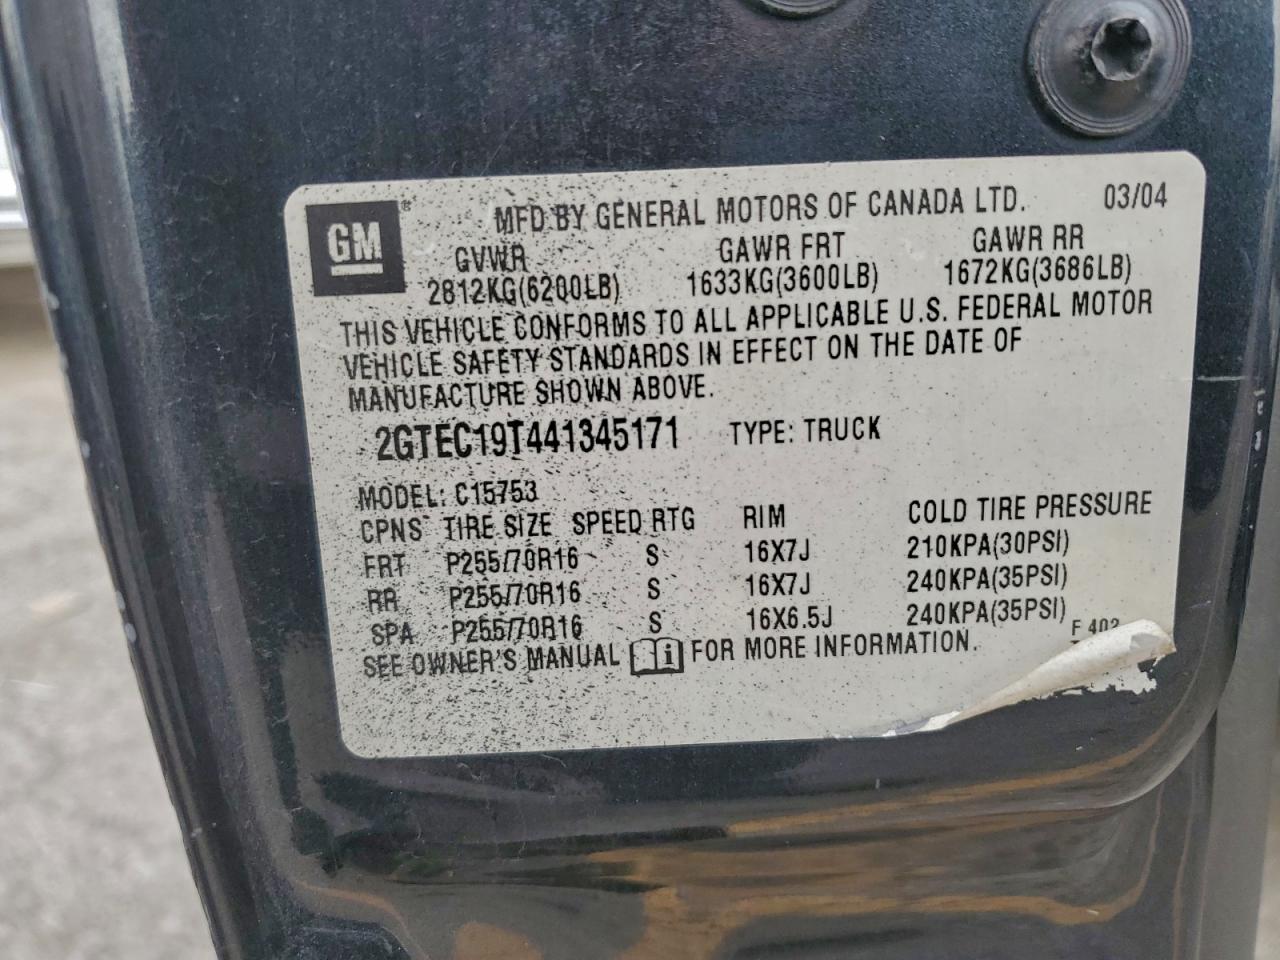 GM ® MFD BY GENERAL MOTORS OF CANADA LTD. 03/04
GVWR GAWR FRT GAWR RR
2812KG(6200LB) 1633KG(3600LB) 1672KG(3686LB)
THIS VEHICLE CONFORMS TO ALL APPLICABLE U.S. FEDERAL MOTOR
VEHICLE SAFETY STANDARDS IN EFFECT ON THE DATE OF
MANUFACTURE SHOWN ABOVE.
2GTEC19T441345171 TYPE: TRUCK
MODEL: C15753
CPNS TIRE SIZE SPEED RTG RIM COLD TIRE PRESSURE
FRT P255/70R16 S 16X7J 210KPA(30PSI)
RR P255/70R16 S 16X7J 240KPA(35PSI)
SPA P255/70R16 S 16X6.5J 240KPA(35PSI)
SEE OWNER'S MANUAL i FOR MORE INFORMATION.